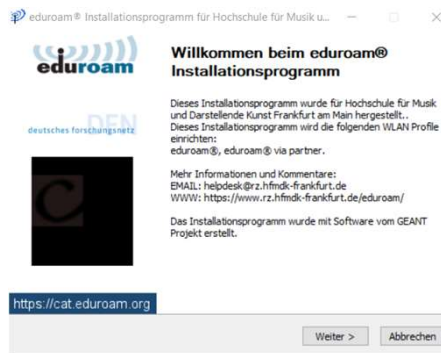 eduroam® Installationsprogramm für Hochschule für Musik u...
eduroam
Willkommen beim eduroam®
Installationsprogramm
Dieses Installationsprogramm wurde für Hochschule für Musik
und Darstellende Kunst Frankfurt am Main hergestellt..
Dieses Installationsprogramm wird die folgenden WLAN Profile
einrichten:
eduroam®, eduroam® via partner.
DFN
deutsches forschungsnetz
Mehr Informationen und Kommentare:
EMAIL: helpdesk@rz.hfmdk-frankfurt.de
WWW: https://www.rz.hfmdk-frankfurt.de/eduroam/
Das Installationsprogramm wurde mit Software vom GEANT
Projekt erstellt.
C
https://cat.eduroam.org
Weiter >
Abbrechen